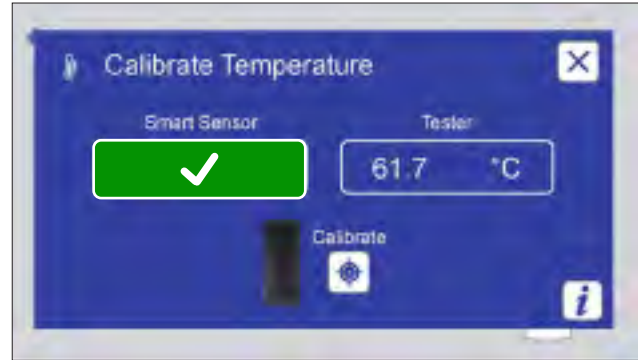 Calibrate Temperature
Smart Sensor
Tester
61.7 °C
Calibrate
i